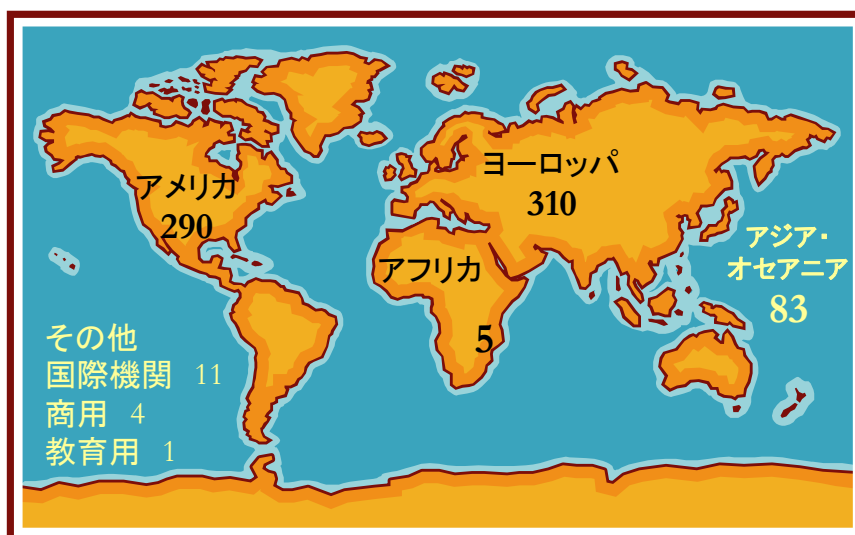 アメリカ
290
ヨーロッパ
310
アフリカ
5
アジア・
オセアニア
83
その他
国際機関 11
商用 4
教育用 1